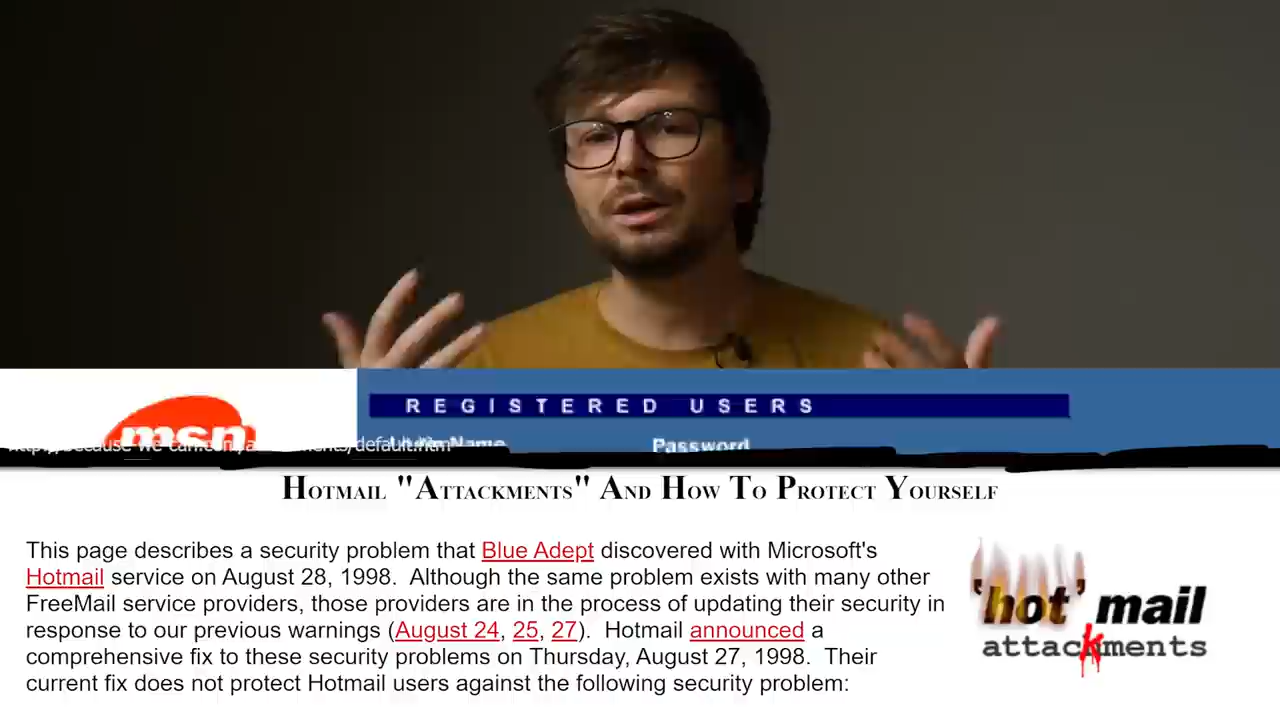 REGISTERED USERS
msn
Password
HOTMAIL "ATTACKMENTS" AND HOW TO PROTECT YOURSELF
This page describes a security problem that Blue Adept discovered with Microsoft's
Hotmail service on August 28, 1998. Although the same problem exists with many other
FreeMail service providers, those providers are in the process of updating their security in
response to our previous warnings (August 24, 25, 27). Hotmail announced a
comprehensive fix to these security problems on Thursday, August 27, 1998. Their
current fix does not protect Hotmail users against the following security problem:
'hot' mail
attackments